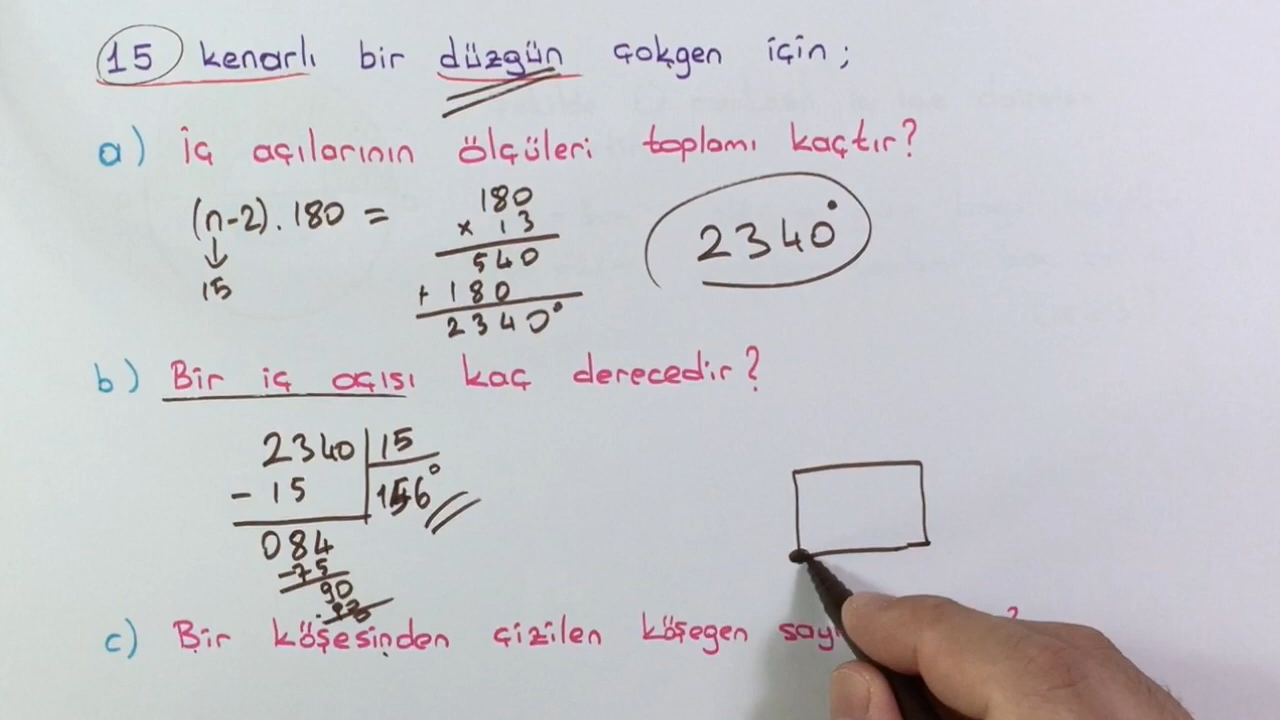 15 kenarlı bir düzgün çokgen için;
a) İç açılarının ölçüleri toplamı kaçtır?
(n-2).180 =
15
180
× 13
540
+ 180
2340°
2340°
b) Bir iç açısı kaç derecedir?
2340 15
- 15 156°
084
-75
90
c) Bir köşesinden çizilen köşegen ?